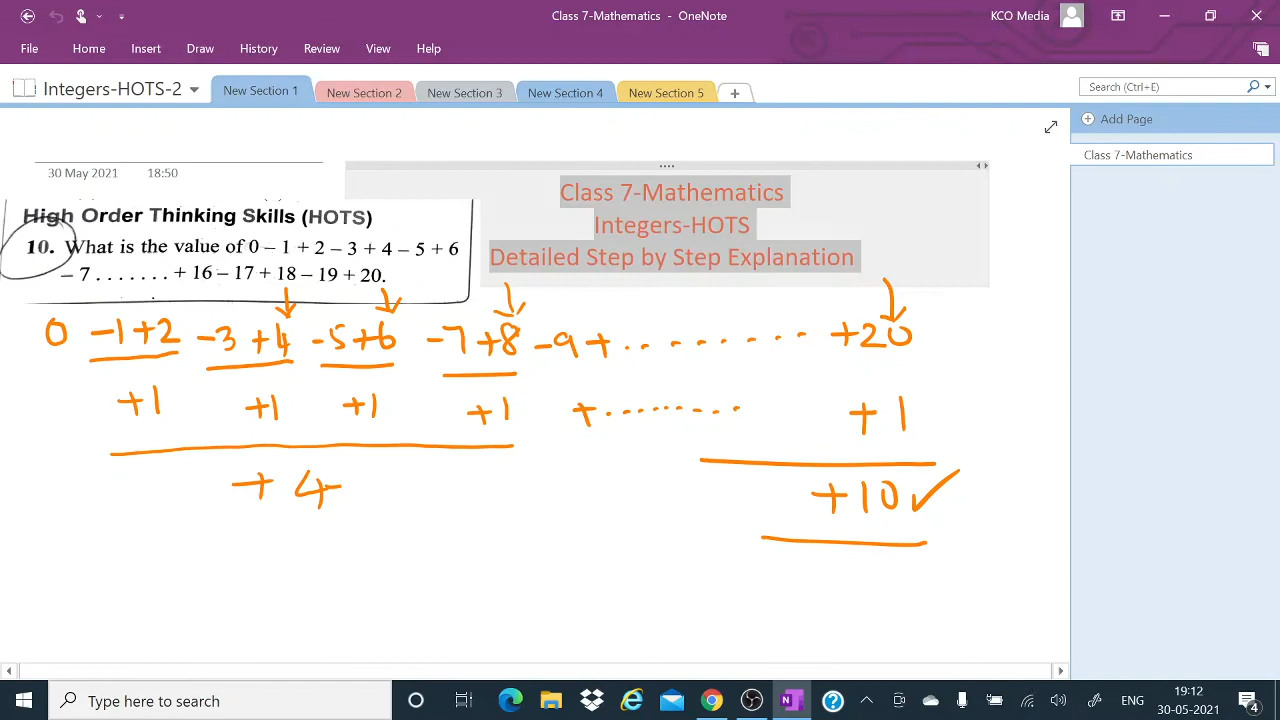 Class 7-Mathematics - OneNote
KCO Media
File Home Insert Draw History Review View Help
Integers-HOTS-2
New Section 1
New Section 2
New Section 3
New Section 4
New Section 5
+
Search (Ctrl+E)
Add Page
Class 7-Mathematics
30 May 2021 18:50
Class 7-Mathematics
Integers-HOTS
Detailed Step by Step Explanation
High Order Thinking Skills (HOTS)
10. What is the value of 0 – 1 + 2 – 3 + 4 – 5 + 6
– 7 . . . . . . . + 16 – 17 + 18 – 19 + 20.
0 -1+2 -3+4 -5+6 -7+8 -9+ . . . . . . . . . +20
+1 +1 +1 +1 + . . . . . . . . +1
+4 +10 ✓
Type here to search
ENG
19:12
30-05-2021
4